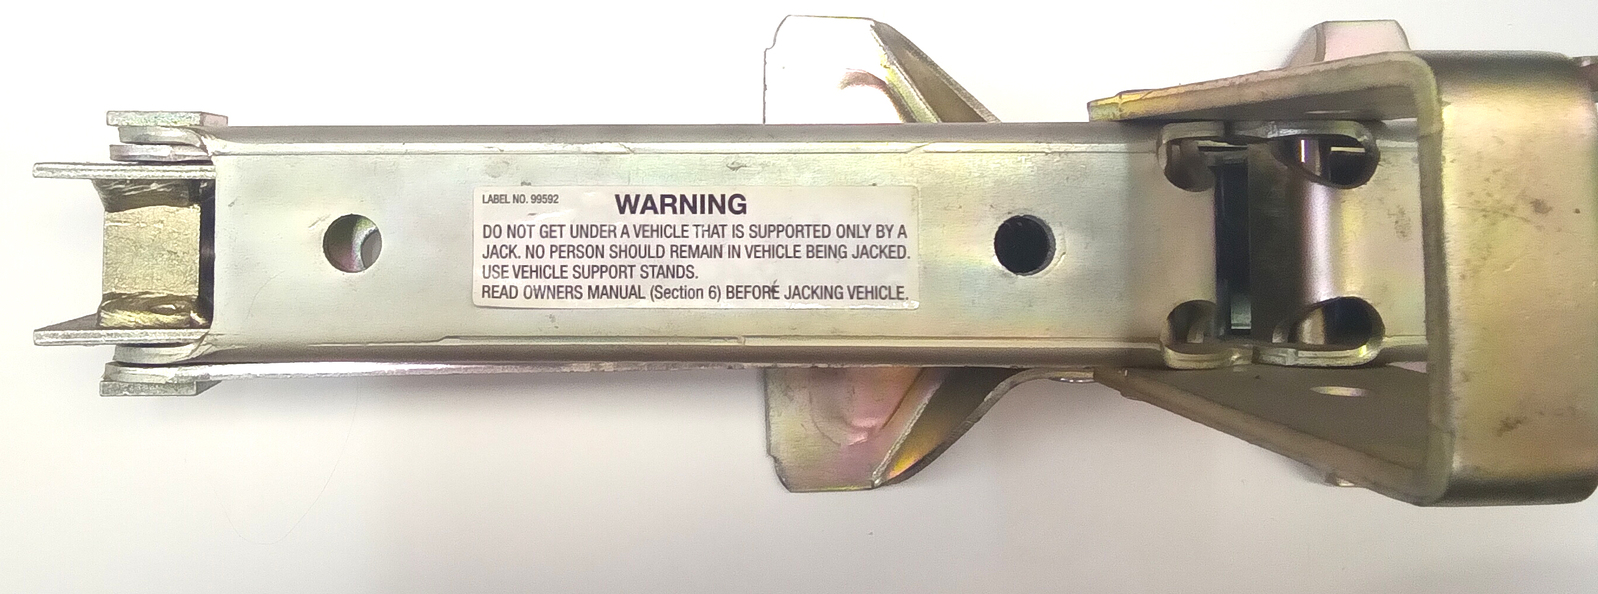 LABEL NO. 99592
WARNING
DO NOT GET UNDER A VEHICLE THAT IS SUPPORTED ONLY BY A
JACK. NO PERSON SHOULD REMAIN IN VEHICLE BEING JACKED.
USE VEHICLE SUPPORT STANDS.
READ OWNERS MANUAL (Section 6) BEFORE JACKING VEHICLE.